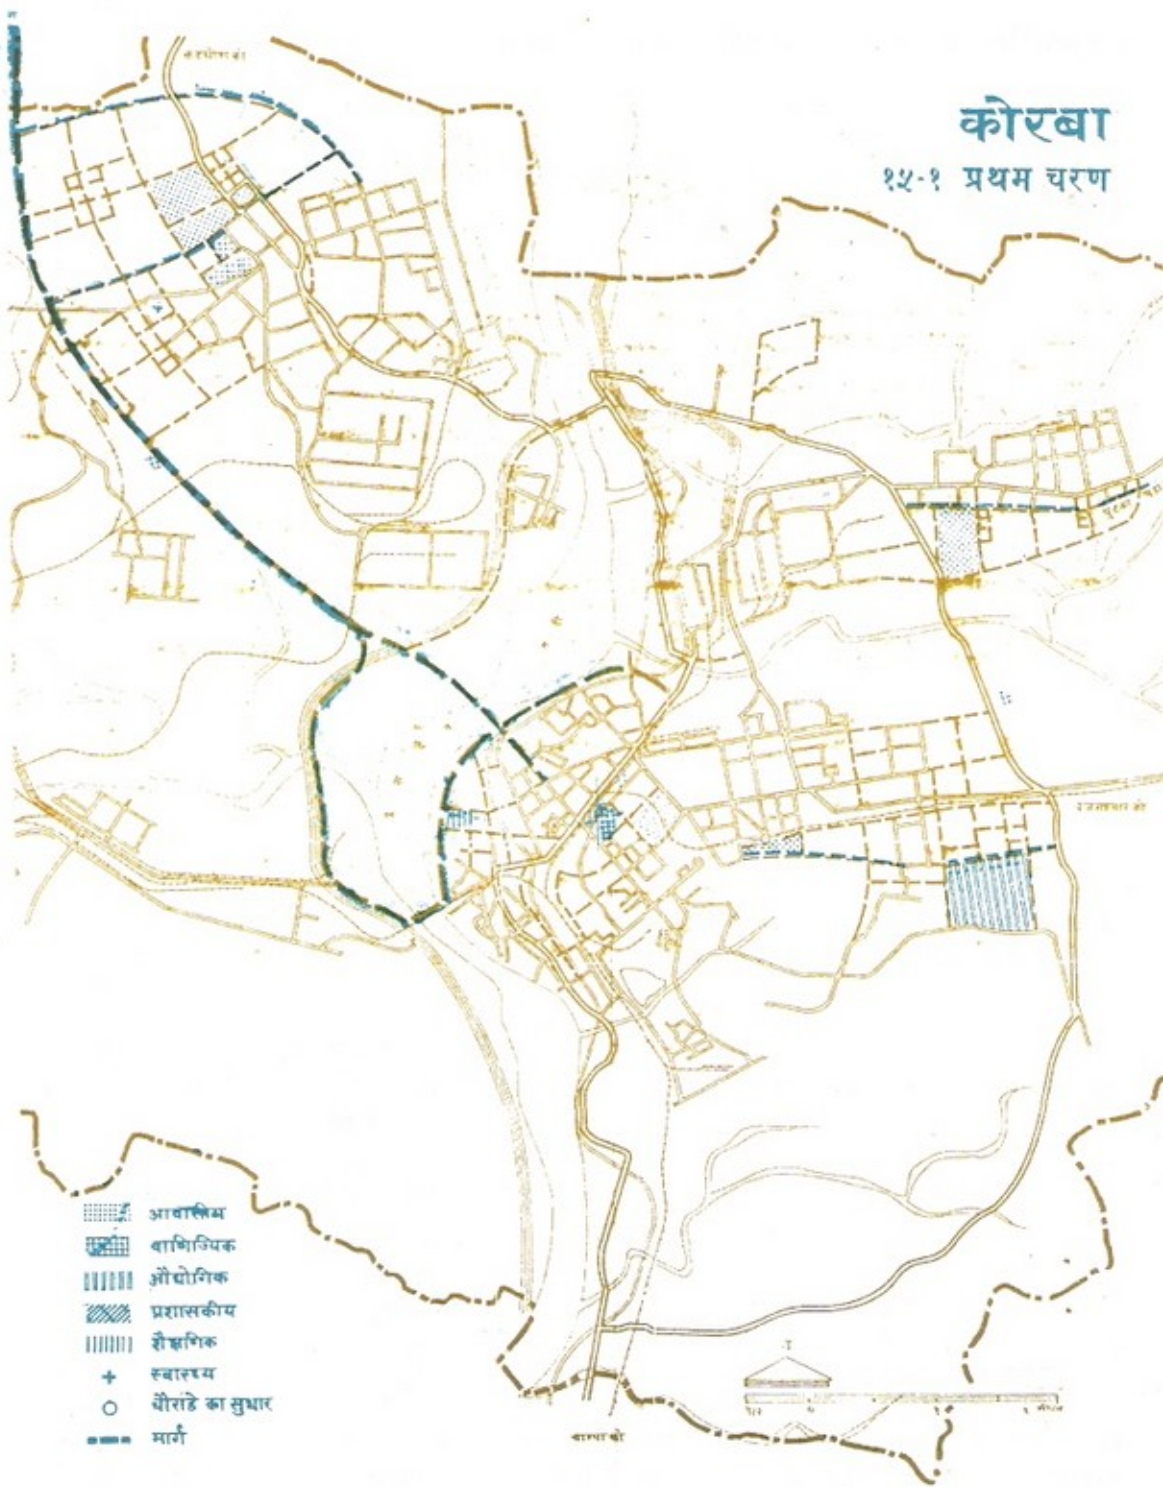 कोरबा
१५-१ प्रथम चरण
आवासिय
वाणिज्यिक
औद्योगिक
प्रशासकीय
शैक्षणिक
स्वास्थ्य
चौराहे का सुधार
मार्ग
चाम्पा को